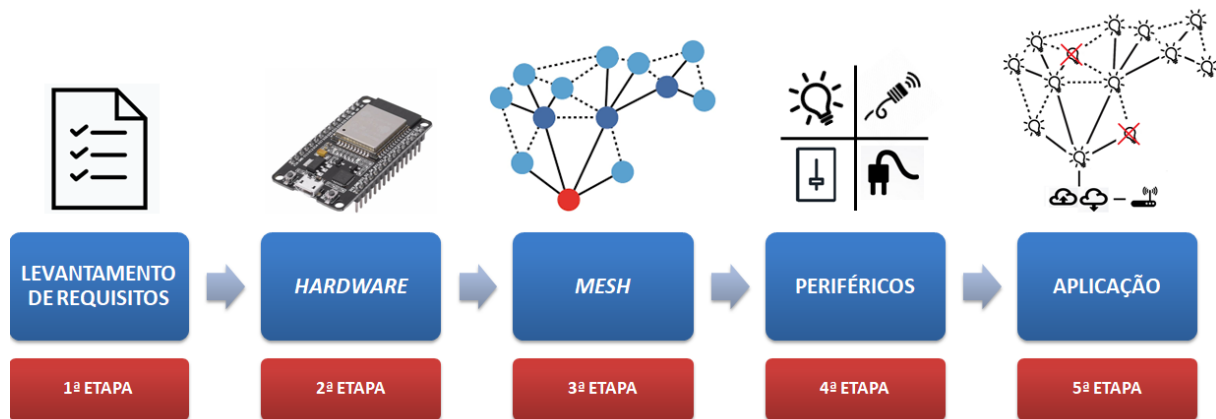 LEVANTAMENTO
DE REQUISITOS
HARDWARE
MESH
PERIFÉRICOS
APLICAÇÃO
1ª ETAPA
2ª ETAPA
3ª ETAPA
4ª ETAPA
5ª ETAPA